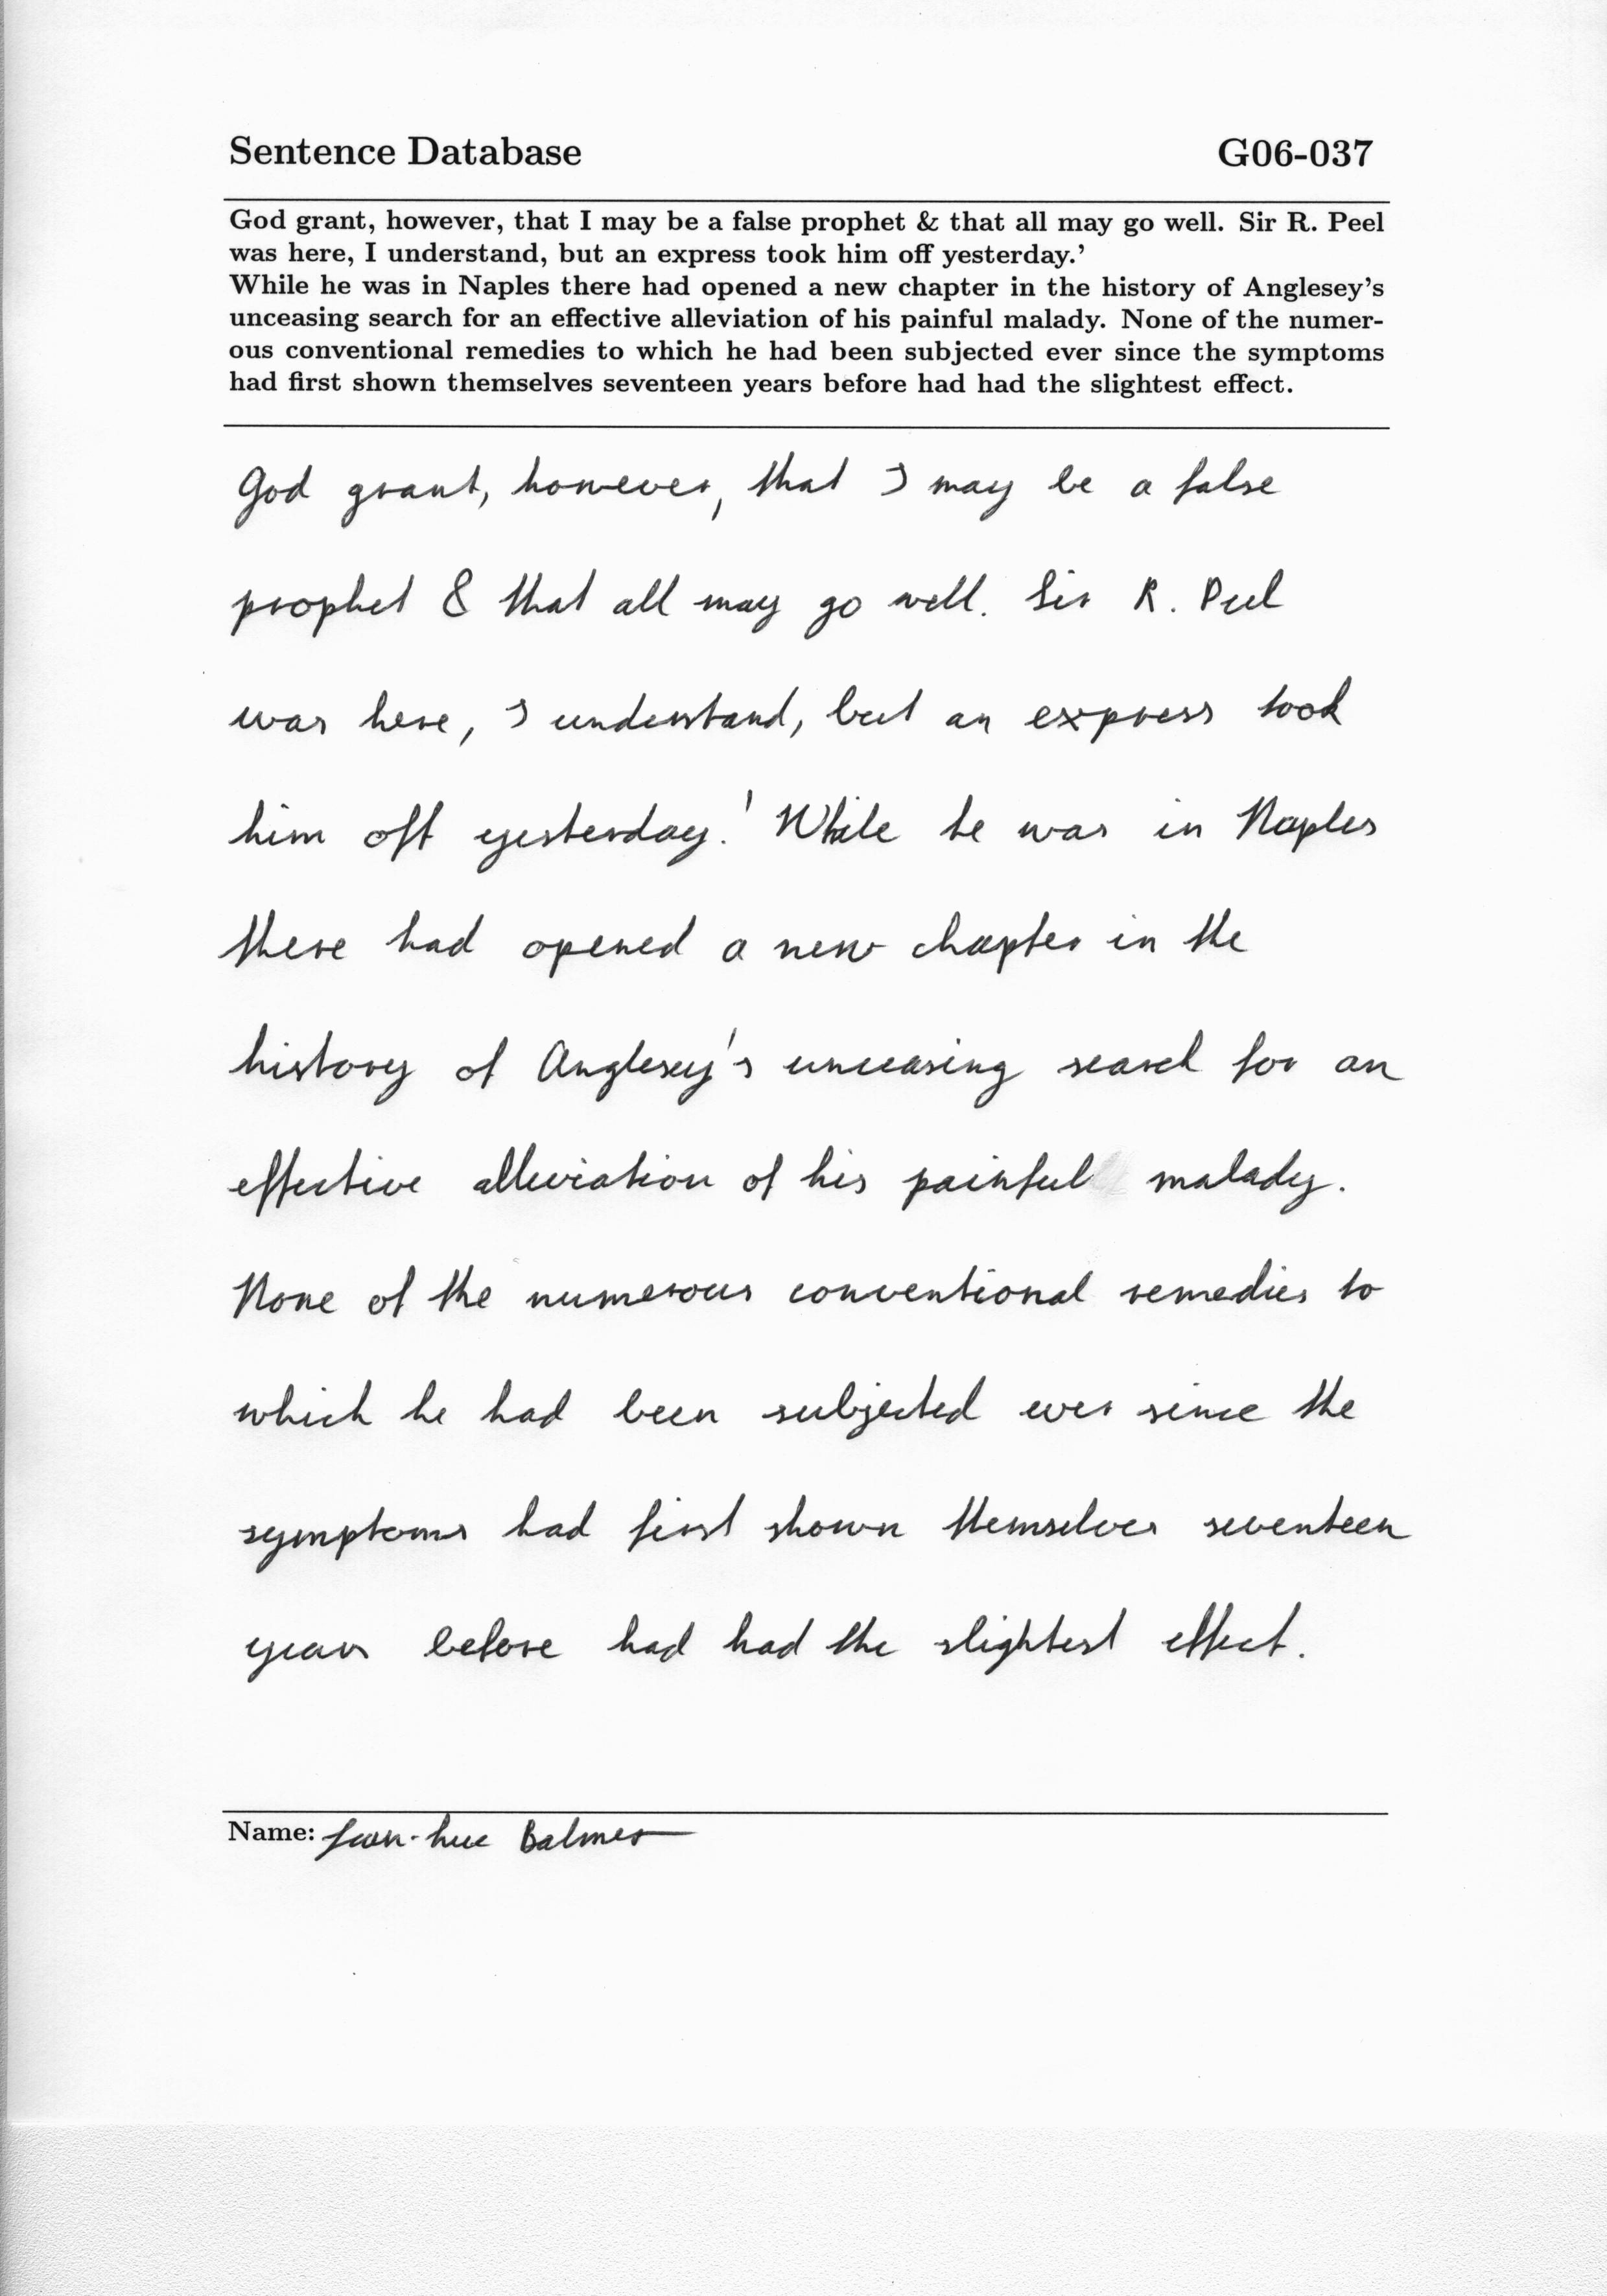 Sentence Database G06-037
God grant, however, that I may be a false prophet & that all may go well. Sir R. Peel
was here, I understand, but an express took him off yesterday.’
While he was in Naples there had opened a new chapter in the history of Anglesey’s
unceasing search for an effective alleviation of his painful malady. None of the numer-
ous conventional remedies to which he had been subjected ever since the symptoms
had first shown themselves seventeen years before had had the slightest effect.
God grant, however, that I may be a false
prophet & that all may go well. Sir R. Peel
was here, I understand, but an express took
him off yesterday.' While he was in Naples
there had opened a new chapter in the
history of Anglesey's unceasing search for an
effective alleviation of his painful malady.
None of the numerous conventional remedies to
which he had been subjected ever since the
symptoms had first shown themselves seventeen
years before had had the slightest effect.
Name: Jean-Luc Balmer